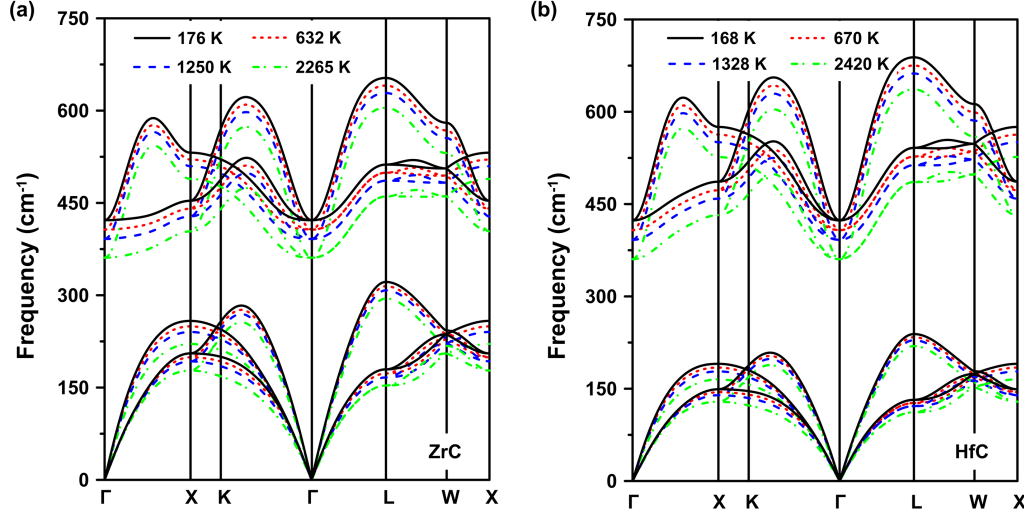 (a)
750
176 K
632 K
1250 K
2265 K
600
450
300
150
0
Frequency (cm⁻¹)
ZrC
Γ X K Γ L W X
(b)
750
168 K
670 K
1328 K
2420 K
600
450
300
150
0
Frequency (cm⁻¹)
HfC
Γ X K Γ L W X